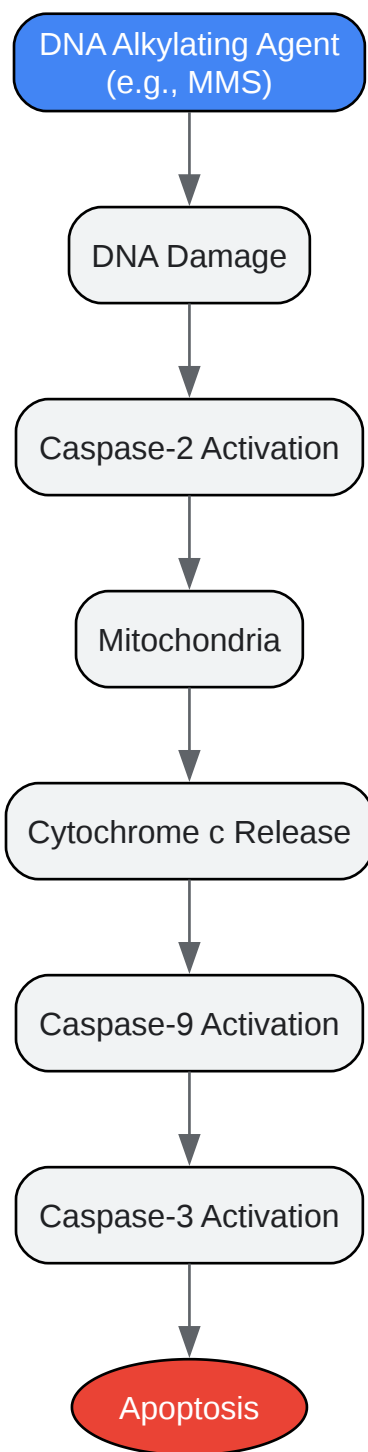 DNA Alkylating Agent
(e.g., MMS)
DNA Damage
Caspase-2 Activation
Mitochondria
Cytochrome c Release
Caspase-9 Activation
Caspase-3 Activation
Apoptosis